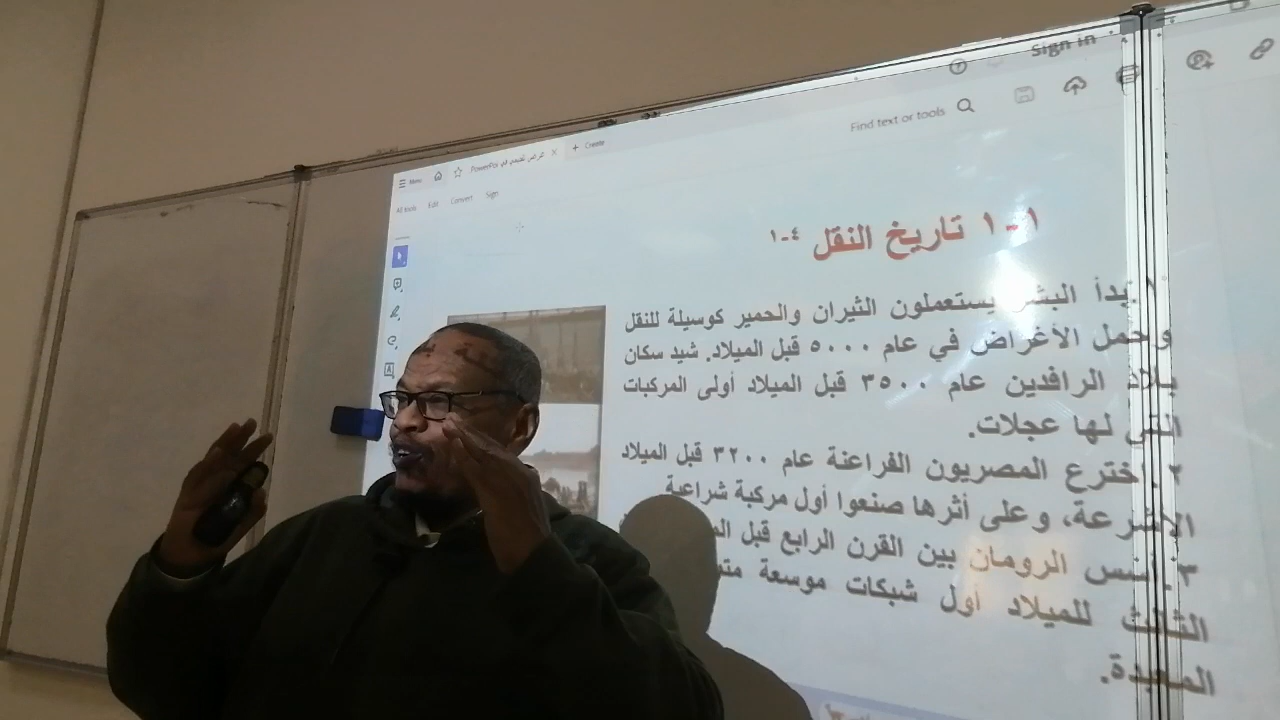 Sign in
Find text or tools
Menu
PowerPoi
+ Create
All tools Edit Convert Sign
١-١ تاريخ النقل ٤-١
بدأ البشر يستعملون الثيران والحمير كوسيلة للنقل
وحمل الأغراض في عام ٥٠٠٠ قبل الميلاد. شيد سكان
بلاد الرافدين عام ٣٥٠٠ قبل الميلاد أولى المركبات
التي لها عجلات.
٢. إخترع المصريون الفراعنة عام ٣٢٠٠ قبل الميلاد
الأشرعة، وعلى أثرها صنعوا أول مركبة شراعية
٣. أسس الرومان بين القرن الرابع قبل
الثالث للميلاد أول شبكات موسعة
المعبدة.